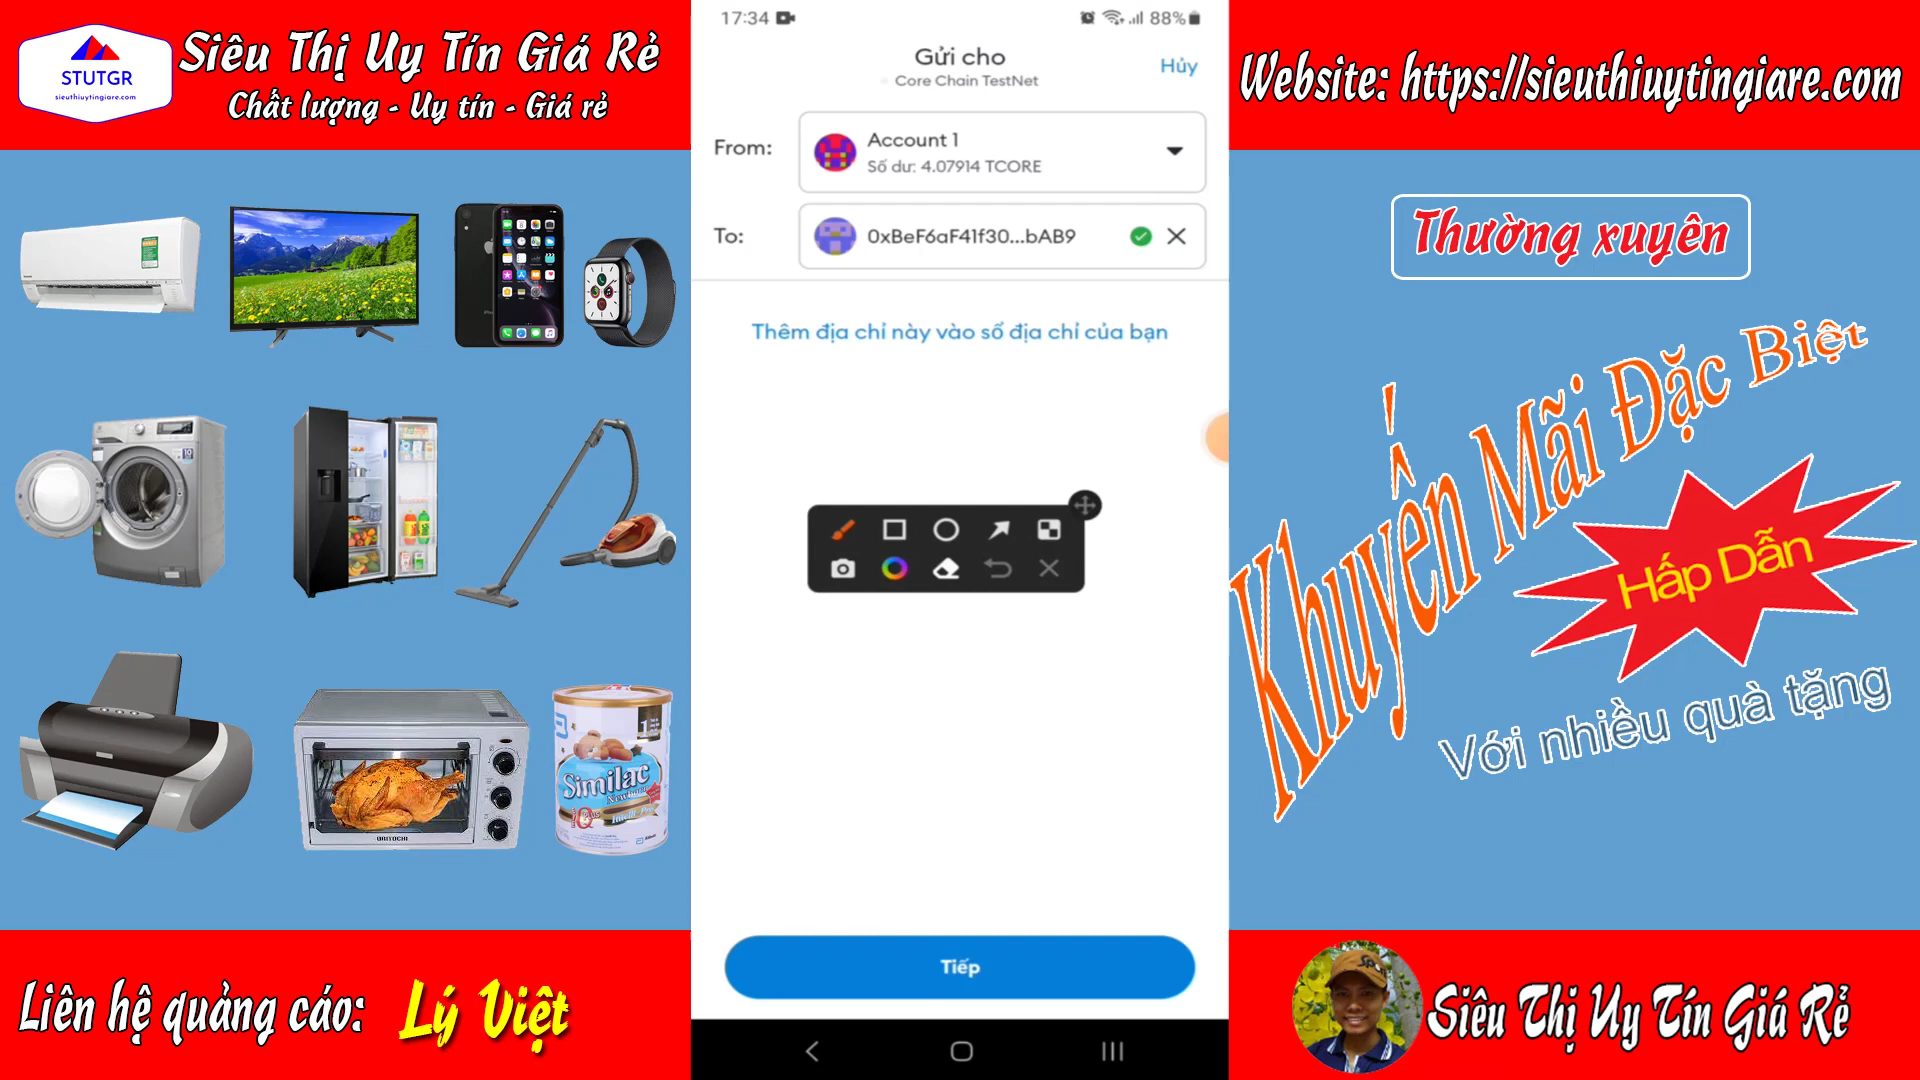 STUTGR
sieuthiuytingiare.com
Siêu Thị Uy Tín Giá Rẻ
Chất lượng - Uy tín - Giá rẻ
17:34
88%
Gửi cho
Core Chain TestNet
Hủy
From:
Account 1
Số dư: 4.07914 TCORE
To:
0xBeF6aF41f30...bAB9
Thêm địa chỉ này vào sổ địa chỉ của bạn
Tiếp
Website: https://sieuthiuytingiare.com
Thường xuyên
Khuyến Mãi Đặc Biệt
Hấp Dẫn
Với nhiều quà tặng
Similac
IQ
1
Liên hệ quảng cáo:
Lý Việt
Siêu Thị Uy Tín Giá Rẻ